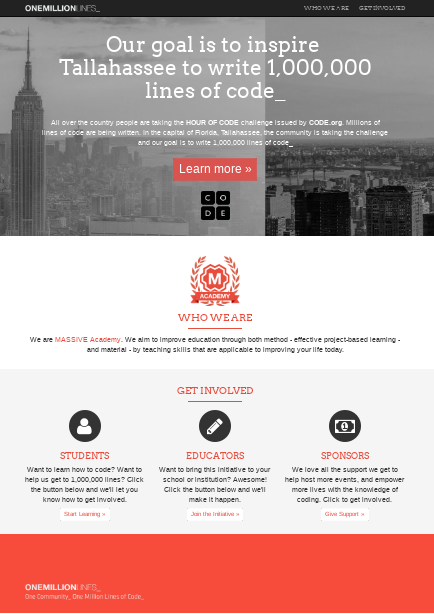 ONEMILLIONLINES_ WHO WE ARE GET INVOLVED
Our goal is to inspire
Tallahassee to write 1,000,000
lines of code_
All over the country people are taking the HOUR OF CODE challenge issued by CODE.org. Millions of
lines of code are being written. In the capital of Florida, Tallahassee, the community is taking the challenge
and our goal is to write 1,000,000 lines of code_
Learn more »
C O
D E
M
ACADEMY
WHO WE ARE
We are MASSIVE Academy. We aim to improve education through both method - effective project-based learning -
and material - by teaching skills that are applicable to improving your life today.
GET INVOLVED
STUDENTS
Want to learn how to code? Want to
help us get to 1,000,000 lines? Click
the button below and we'll let you
know how to get involved.
Start Learning »
EDUCATORS
Want to bring this initiative to your
school or institution? Awesome!
Click the button below and we'll
make it happen.
Join the Initiative »
SPONSORS
We love all the support we get to
help host more events, and empower
more lives with the knowledge of
coding. Click to get involved.
Give Support »
ONEMILLIONLINES_
One Community_ One Million Lines of Code_